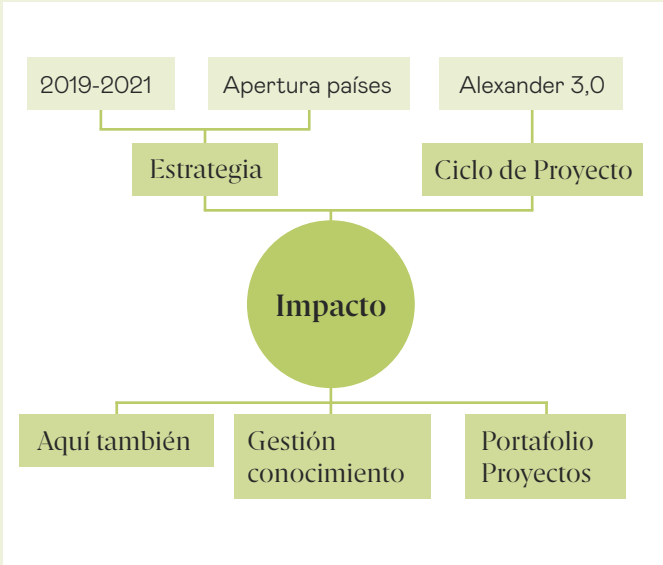 2019-2021
Apertura países
Alexander 3,0
Estrategia
Ciclo de Proyecto
Impacto
Aquí también
Gestión
conocimiento
Portafolio
Proyectos